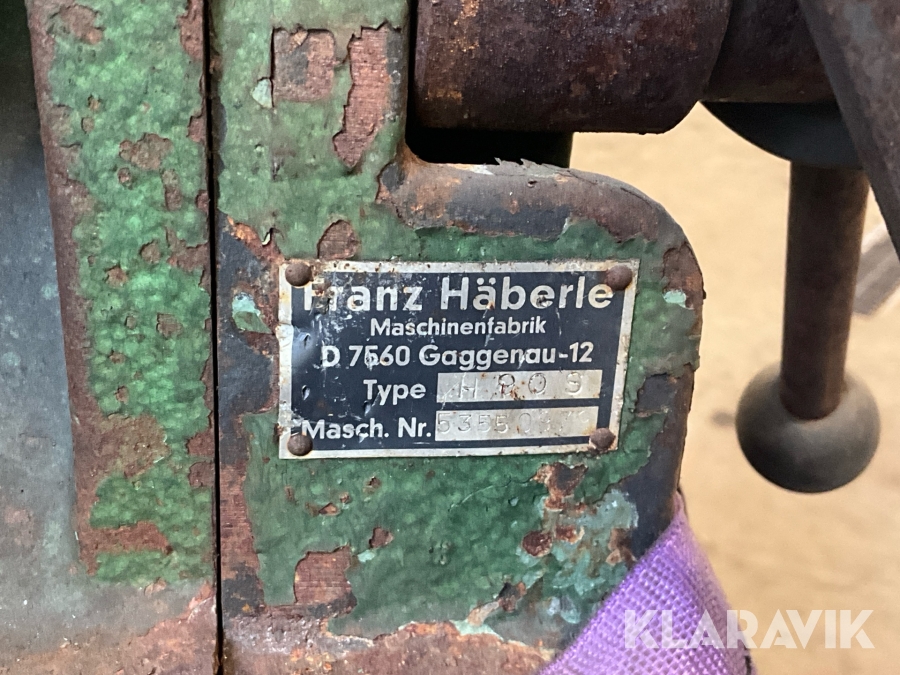 Franz Häberle
Maschinenfabrik
D 7560 Gaggenau-12
Type
Masch. Nr.
KLARAVIK